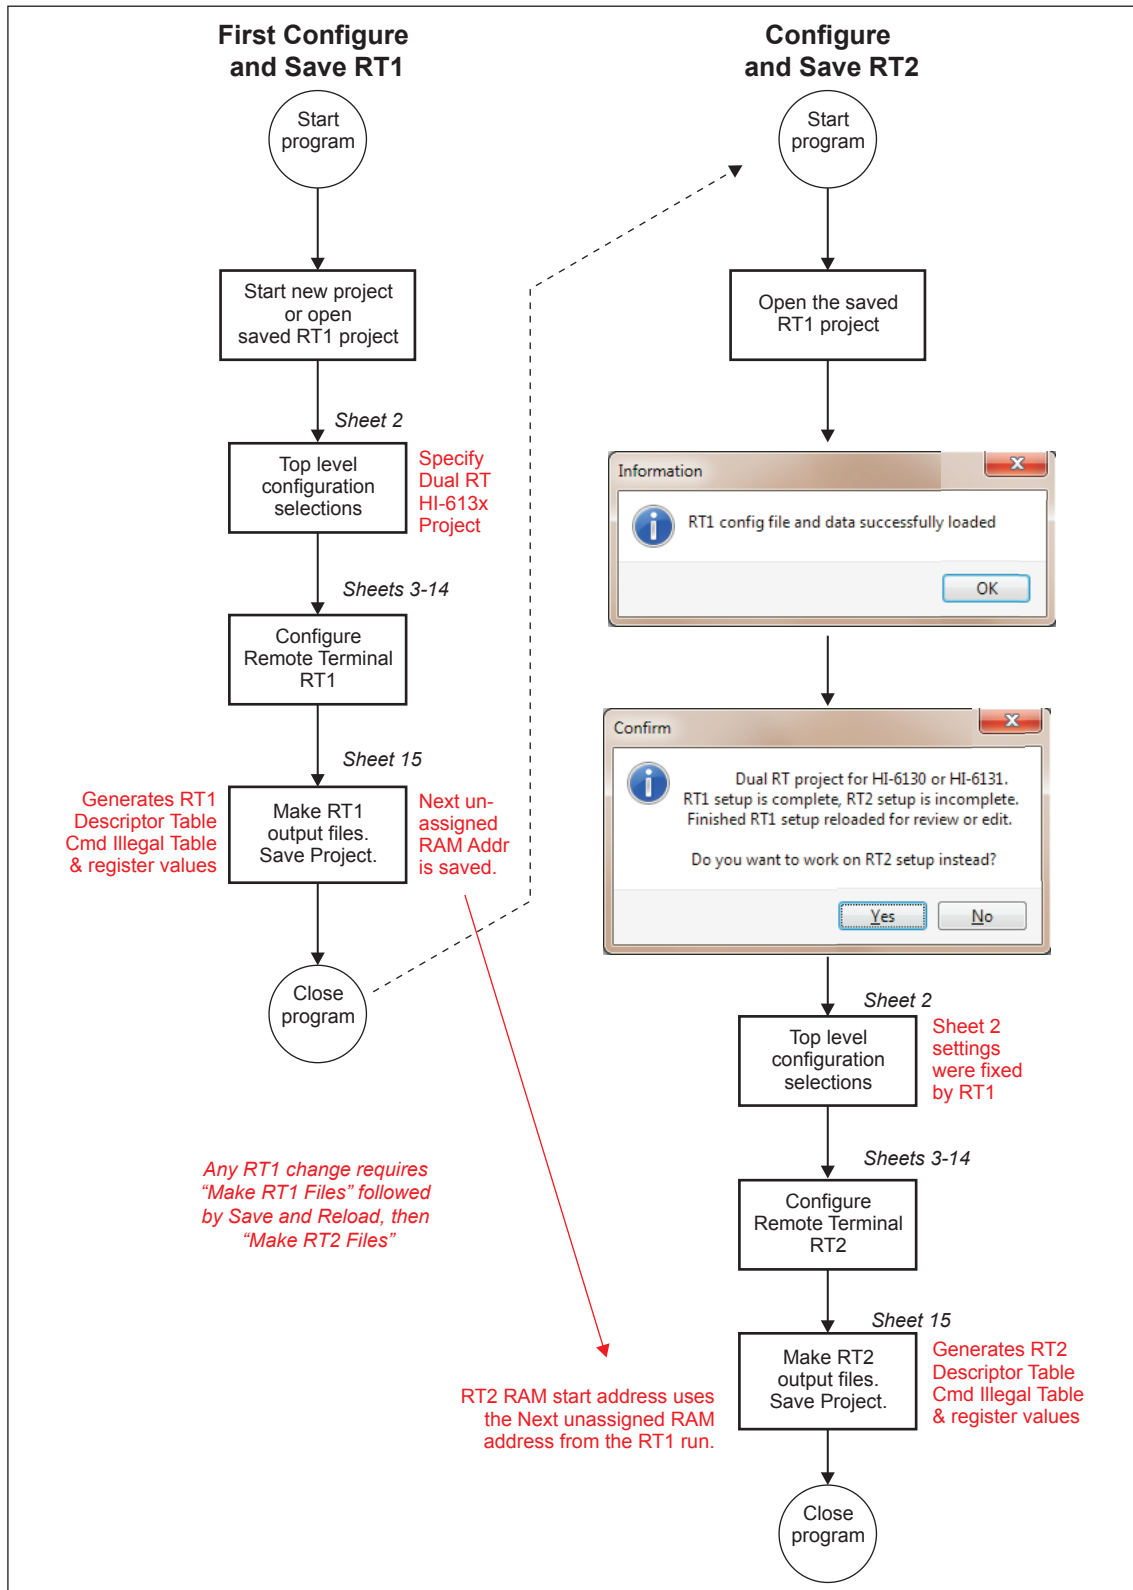 First Configure
and Save RT1
Start
program
Start new project
or open
saved RT1 project
Sheet 2
Top level
configuration
selections
Specify
Dual RT
HI-613x
Project
Sheets 3-14
Configure
Remote Terminal
RT1
Sheet 15
Generates RT1
Descriptor Table
Cmd Illegal Table
& register values
Make RT1
output files.
Save Project.
Next un-
assigned
RAM Addr
is saved.
Close
program
Any RT1 change requires
“Make RT1 Files” followed
by Save and Reload, then
“Make RT2 Files”
Configure
and Save RT2
Start
program
Open the saved
RT1 project
Information
RT1 config file and data successfully loaded
OK
Confirm
Dual RT project for HI-6130 or HI-6131.
RT1 setup is complete, RT2 setup is incomplete.
Finished RT1 setup reloaded for review or edit.
Do you want to work on RT2 setup instead?
Yes
No
Sheet 2
Top level
configuration
selections
Sheet 2
settings
were fixed
by RT1
Sheets 3-14
Configure
Remote Terminal
RT2
Sheet 15
RT2 RAM start address uses
the Next unassigned RAM
address from the RT1 run.
Make RT2
output files.
Save Project.
Generates RT2
Descriptor Table
Cmd Illegal Table
& register values
Close
program